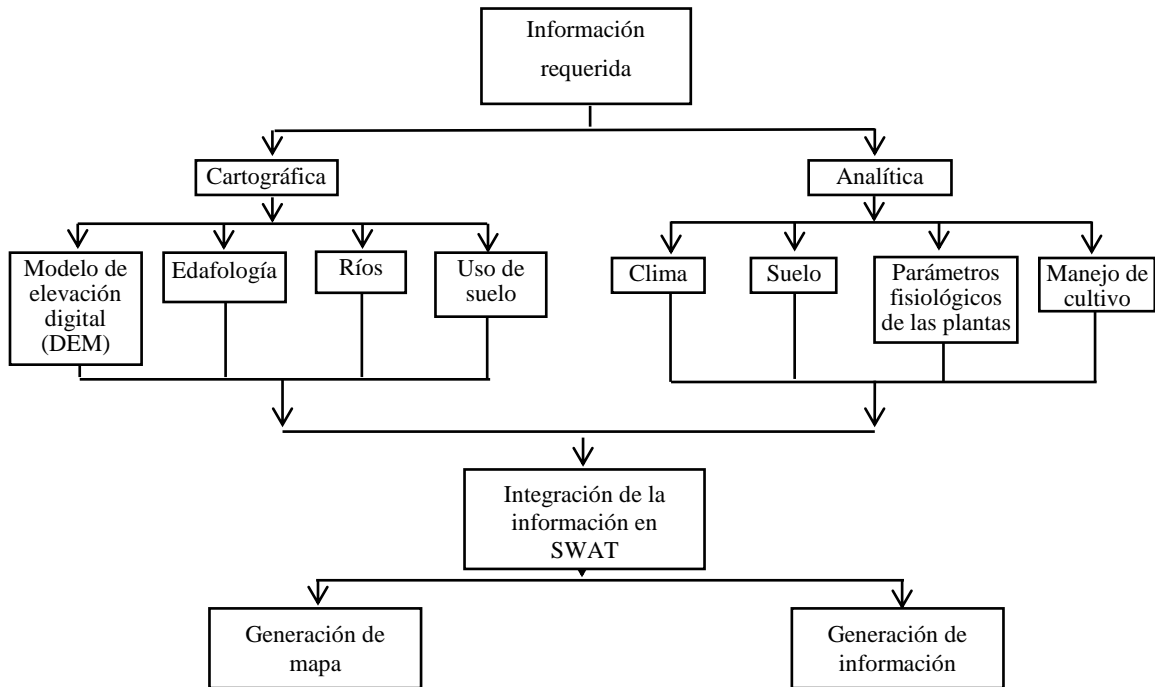 Información
requerida
Cartográfica
Analítica
Modelo de
elevación
digital
(DEM)
Edafología
Ríos
Uso de
suelo
Clima
Suelo
Parámetros
fisiológicos
de las plantas
Manejo de
cultivo
Integración de la
información en
SWAT
Generación de
mapa
Generación de
información